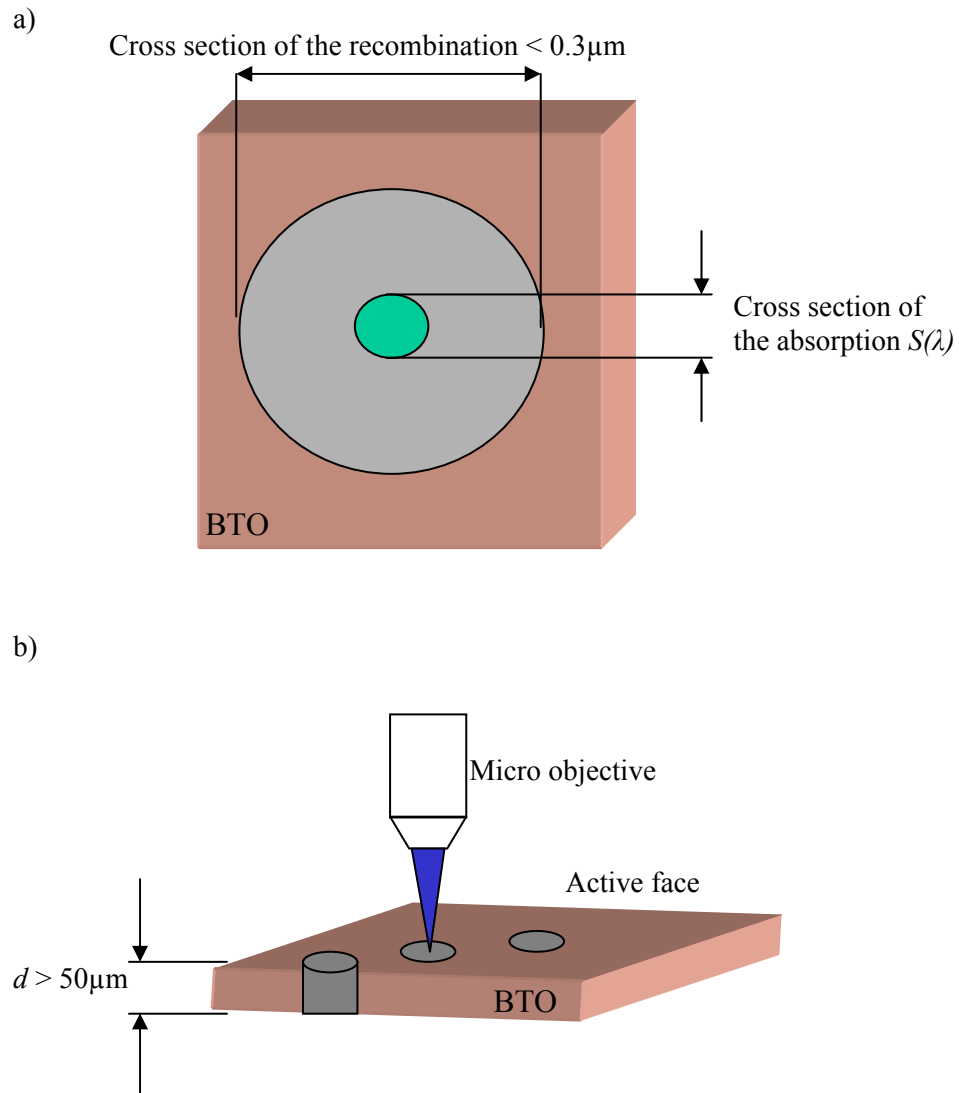 a)
Cross section of the recombination < 0.3µm
Cross section of
the absorption S(λ)
BTO
b)
Micro objective
Active face
d > 50µm
BTO